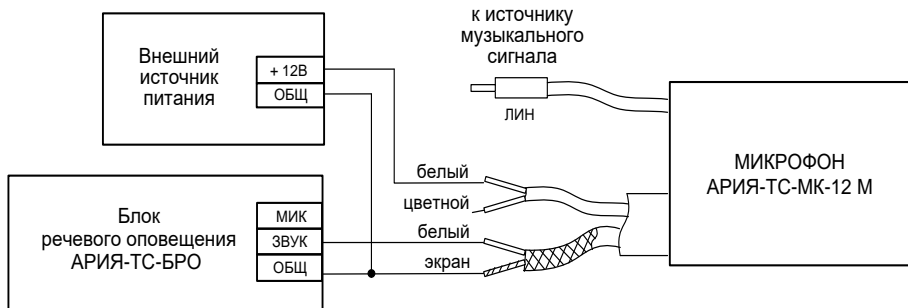 к источнику
музыкального
сигнала
Внешний
источник
питания
+ 12В
ОБЩ
ЛИН
МИКРОФОН
АРИЯ-ТС-МК-12 М
белый
цветной
белый
экран
Блок
речевого оповещения
АРИЯ-ТС-БРО
МИК
ЗВУК
ОБЩ